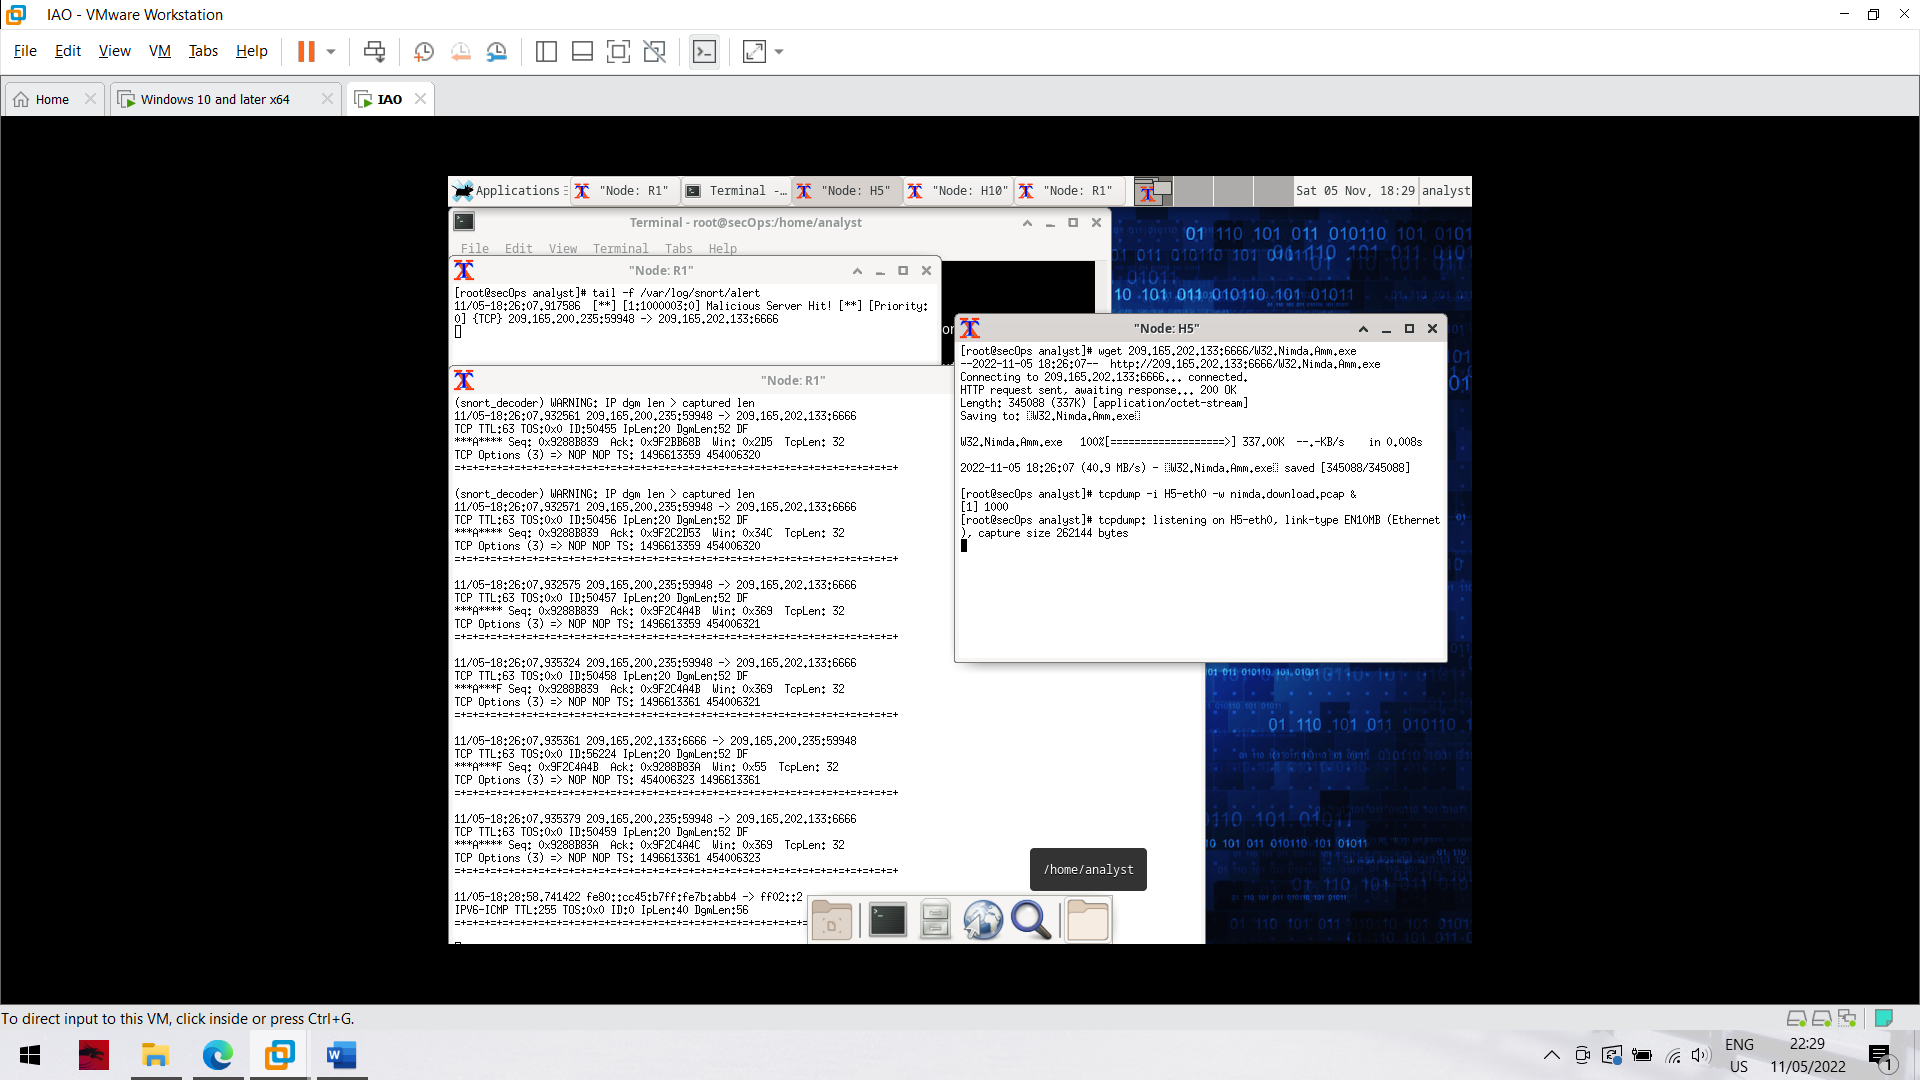 IAO - VMware Workstation
File Edit View VM Tabs Help
Home
Windows 10 and later x64
IAO
Applications
"Node: R1"
Terminal -...
"Node: H5"
"Node: H10"
"Node: R1"
Sat 05 Nov, 18:29
analyst
Terminal - root@secOps:/home/analyst
File Edit View Terminal Tabs Help
"Node: R1"
[root@secOps analyst]# tail -f /var/log/snort/alert
11/05-18:26:07.917586  [**] [1:1000003:0] Malicious Server Hit! [**] [Priority:
0] {TCP} 209.165.200.235:59948 -> 209.165.202.133:6666
"Node: R1"
(snort_decoder) WARNING: IP dgm len > captured len
11/05-18:26:07.932561 209.165.200.235:59948 -> 209.165.202.133:6666
TCP TTL:63 TOS:0x0 ID:50455 IpLen:20 DgmLen:52 DF
***A**** Seq: 0x9288B839  Ack: 0x9F2BB68B  Win: 0x2D5  TcpLen: 32
TCP Options (3) => NOP NOP TS: 1496613359 454006320
=+=+=+=+=+=+=+=+=+=+=+=+=+=+=+=+=+=+=+=+=+=+=+=+=+=+=+=+=+=+=+=+=+=+=+=+=+
(snort_decoder) WARNING: IP dgm len > captured len
11/05-18:26:07.932571 209.165.200.235:59948 -> 209.165.202.133:6666
TCP TTL:63 TOS:0x0 ID:50456 IpLen:20 DgmLen:52 DF
***A**** Seq: 0x9288B839  Ack: 0x9F2C2D53  Win: 0x34C  TcpLen: 32
TCP Options (3) => NOP NOP TS: 1496613359 454006320
=+=+=+=+=+=+=+=+=+=+=+=+=+=+=+=+=+=+=+=+=+=+=+=+=+=+=+=+=+=+=+=+=+=+=+=+=+
11/05-18:26:07.932575 209.165.200.235:59948 -> 209.165.202.133:6666
TCP TTL:63 TOS:0x0 ID:50457 IpLen:20 DgmLen:52 DF
***A**** Seq: 0x9288B839  Ack: 0x9F2C4A4B  Win: 0x369  TcpLen: 32
TCP Options (3) => NOP NOP TS: 1496613359 454006321
=+=+=+=+=+=+=+=+=+=+=+=+=+=+=+=+=+=+=+=+=+=+=+=+=+=+=+=+=+=+=+=+=+=+=+=+=+
11/05-18:26:07.935324 209.165.200.235:59948 -> 209.165.202.133:6666
TCP TTL:63 TOS:0x0 ID:50458 IpLen:20 DgmLen:52 DF
***A***F Seq: 0x9288B839  Ack: 0x9F2C4A4B  Win: 0x369  TcpLen: 32
TCP Options (3) => NOP NOP TS: 1496613361 454006321
=+=+=+=+=+=+=+=+=+=+=+=+=+=+=+=+=+=+=+=+=+=+=+=+=+=+=+=+=+=+=+=+=+=+=+=+=+
11/05-18:26:07.935361 209.165.202.133:6666 -> 209.165.200.235:59948
TCP TTL:63 TOS:0x0 ID:56224 IpLen:20 DgmLen:52 DF
***A***F Seq: 0x9F2C4A4B  Ack: 0x9288B83A  Win: 0x55  TcpLen: 32
TCP Options (3) => NOP NOP TS: 454006323 1496613361
=+=+=+=+=+=+=+=+=+=+=+=+=+=+=+=+=+=+=+=+=+=+=+=+=+=+=+=+=+=+=+=+=+=+=+=+=+
11/05-18:26:07.935379 209.165.200.235:59948 -> 209.165.202.133:6666
TCP TTL:63 TOS:0x0 ID:50459 IpLen:20 DgmLen:52 DF
***A**** Seq: 0x9288B83A  Ack: 0x9F2C4A4C  Win: 0x369  TcpLen: 32
TCP Options (3) => NOP NOP TS: 1496613361 454006323
=+=+=+=+=+=+=+=+=+=+=+=+=+=+=+=+=+=+=+=+=+=+=+=+=+=+=+=+=+=+=+=+=+=+=+=+=+
11/05-18:28:58.741422 fe80::cc45:b7ff:fe7b:abb4 -> ff02::2
IPV6-ICMP TTL:255 TOS:0x0 ID:0 IpLen:40 DgmLen:56
=+=+=+=+=+=+=+=+=+=+=+=+=+=+=+=+=+=+=+=+=+=+=+=+=+=+=+=+=+
"Node: H5"
[root@secOps analyst]# wget 209.165.202.133:6666/W32.Nimda.Amm.exe
--2022-11-05 18:26:07--  http://209.165.202.133:6666/W32.Nimda.Amm.exe
Connecting to 209.165.202.133:6666... connected.
HTTP request sent, awaiting response... 200 OK
Length: 345088 (337K) [application/octet-stream]
Saving to: W32.Nimda.Amm.exe
W32.Nimda.Amm.exe   100%[===================>] 337.00K  --.-KB/s    in 0.008s
2022-11-05 18:26:07 (40.9 MB/s) - W32.Nimda.Amm.exe saved [345088/345088]
[root@secOps analyst]# tcpdump -i H5-eth0 -w nimda.download.pcap &
[1] 1000
[root@secOps analyst]# tcpdump: listening on H5-eth0, link-type EN10MB (Ethernet
), capture size 262144 bytes
/home/analyst
To direct input to this VM, click inside or press Ctrl+G.
ENG
US
22:29
11/05/2022
1